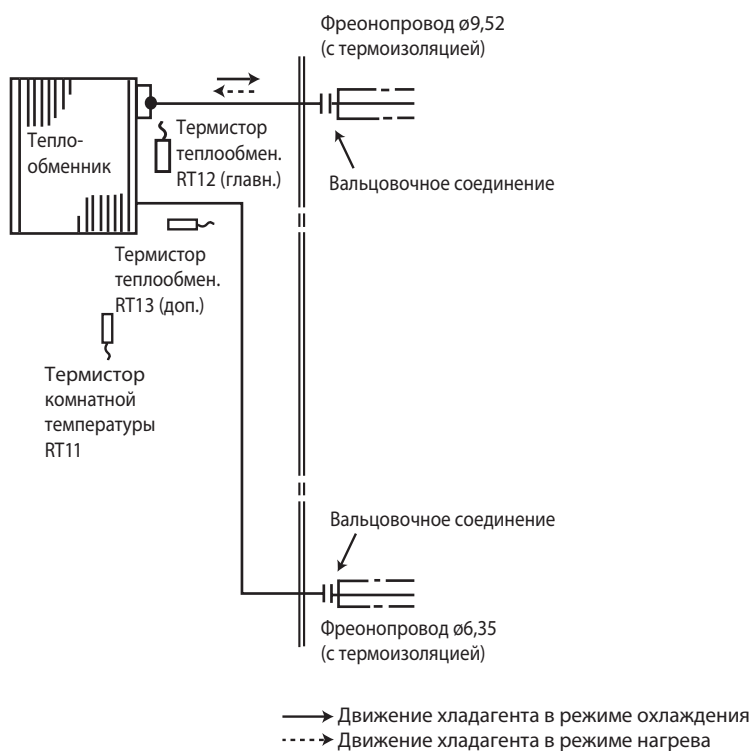 Фреонопровод ø9,52
(с термоизоляцией)
Тепло-
обменник
Термистор
теплообмен.
RT12 (главн.)
Вальцовочное соединение
Термистор
теплообмен.
RT13 (доп.)
Термистор
комнатной
температуры
RT11
Вальцовочное соединение
Фреонопровод ø6,35
(с термоизоляцией)
Движение хладагента в режиме охлаждения
Движение хладагента в режиме нагрева